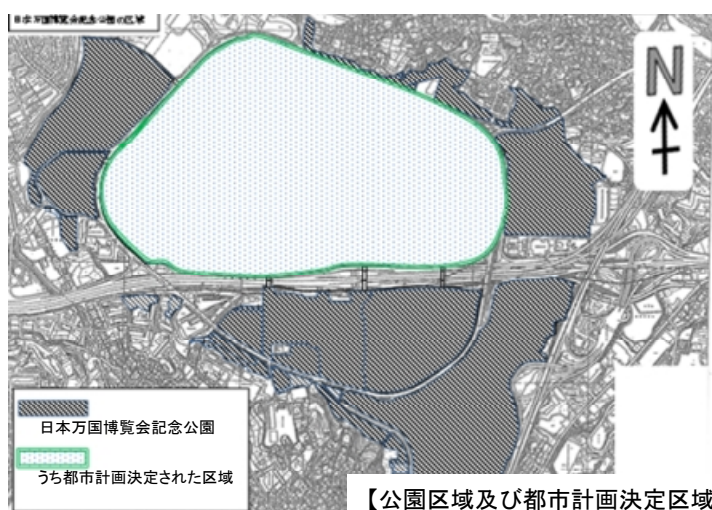 日本万国博覧会記念公園の区域
N
日本万国博覧会記念公園
うち都市計画決定された区域
【公園区域及び都市計画決定区域